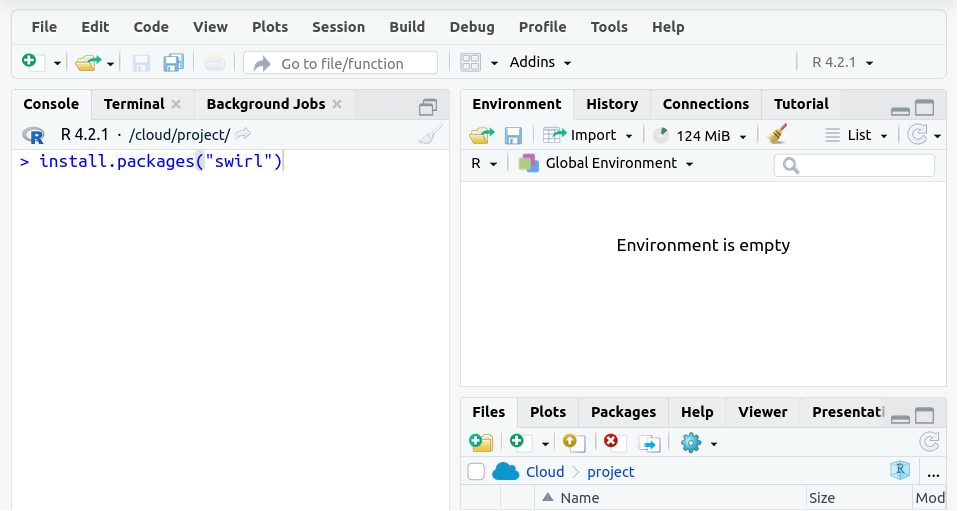 File Edit Code View Plots Session Build Debug Profile Tools Help
Go to file/function Addins R 4.2.1
Console Terminal Background Jobs
R R 4.2.1 · /cloud/project/
> install.packages("swirl")
Environment History Connections Tutorial
Import 124 MiB List
R Global Environment
Environment is empty
Files Plots Packages Help Viewer Presentati
Cloud project R ...
Name Size Mod